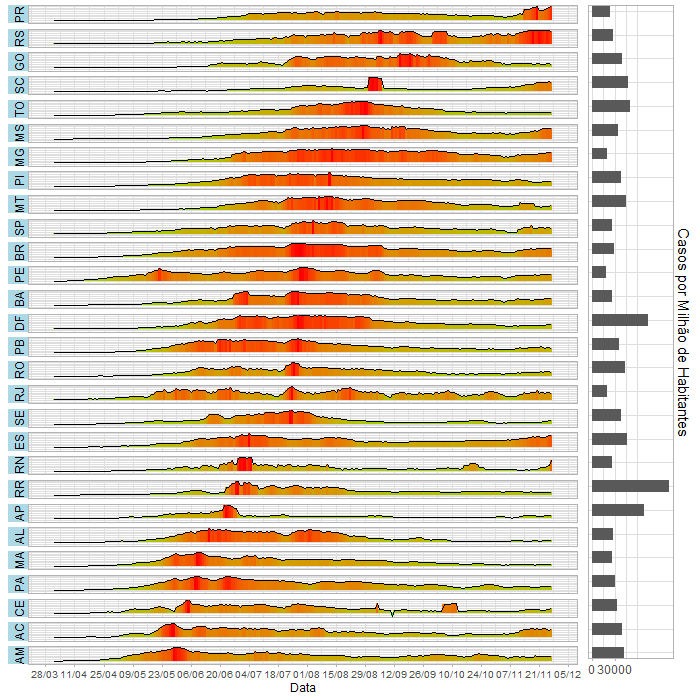 PR
RS
GO
SC
TO
MS
MG
PI
MT
SP
BR
PE
BA
DF
PB
RO
RJ
SE
ES
RN
RR
AP
AL
MA
PA
CE
AC
AM
28/03 11/04 25/04 09/05 23/05 06/06 20/06 04/07 18/07 01/08 15/08 29/08 12/09 26/09 10/10 24/10 07/11 21/11 05/12
Data
0 30000
Casos por Milhão de Habitantes